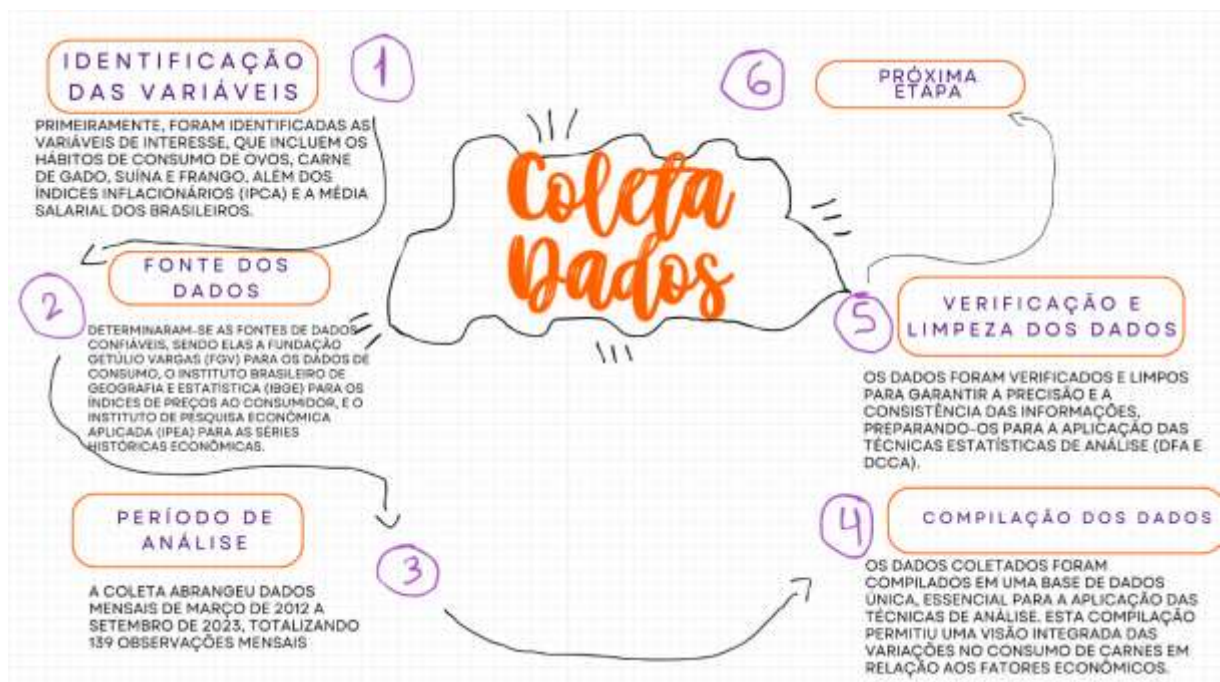 Coleta
Dados
1
IDENTIFICAÇÃO
DAS VARIÁVEIS
PRIMEIRAMENTE, FORAM IDENTIFICADAS AS
VARIÁVEIS DE INTERESSE, QUE INCLUEM OS
HÁBITOS DE CONSUMO DE OVOS, CARNE
DE GADO, SUÍNA E FRANGO, ALÉM DOS
ÍNDICES INFLACIONÁRIOS (IPCA) E A MÉDIA
SALARIAL DOS BRASILEIROS.
2
FONTE DOS
DADOS
DETERMINARAM-SE AS FONTES DE DADOS
CONFIÁVEIS, SENDO ELAS A FUNDAÇÃO
GETÚLIO VARGAS (FGV) PARA OS DADOS DE
CONSUMO, O INSTITUTO BRASILEIRO DE
GEOGRAFIA E ESTATÍSTICA (IBGE) PARA OS
ÍNDICES DE PREÇOS AO CONSUMIDOR, E O
INSTITUTO DE PESQUISA ECONÔMICA
APLICADA (IPEA) PARA AS SÉRIES
HISTÓRICAS ECONÔMICAS.
PERÍODO DE
ANÁLISE
3
A COLETA ABRANGEU DADOS
MENSAIS DE MARÇO DE 2012 A
SETEMBRO DE 2023, TOTALIZANDO
139 OBSERVAÇÕES MENSAIS
4
COMPILAÇÃO DOS DADOS
OS DADOS COLETADOS FORAM
COMPILADOS EM UMA BASE DE DADOS
ÚNICA, ESSENCIAL PARA A APLICAÇÃO DAS
TÉCNICAS DE ANÁLISE. ESTA COMPILAÇÃO
PERMITIU UMA VISÃO INTEGRADA DAS
VARIAÇÕES NO CONSUMO DE CARNES EM
RELAÇÃO AOS FATORES ECONÔMICOS.
5
VERIFICAÇÃO E
LIMPEZA DOS DADOS
OS DADOS FORAM VERIFICADOS E LIMPOS
PARA GARANTIR A PRECISÃO E A
CONSISTÊNCIA DAS INFORMAÇÕES,
PREPARANDO-OS PARA A APLICAÇÃO DAS
TÉCNICAS ESTATÍSTICAS DE ANÁLISE (DFA E
DCCA).
6
PRÓXIMA
ETAPA